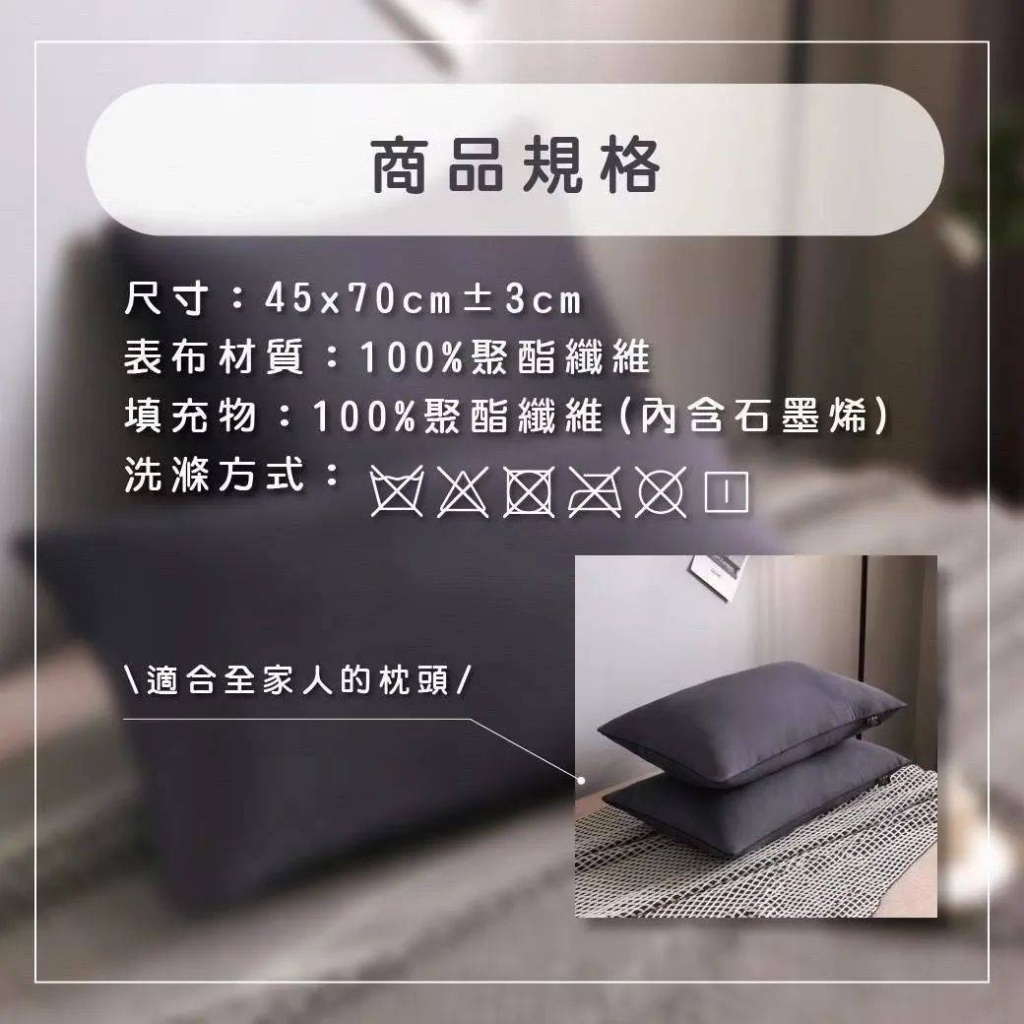 商品規格
尺寸：45x70cm±3cm
表布材質：100%聚酯纖維
填充物：100%聚酯纖維(內含石墨烯)
洗滌方式：
\適合全家人的枕頭/